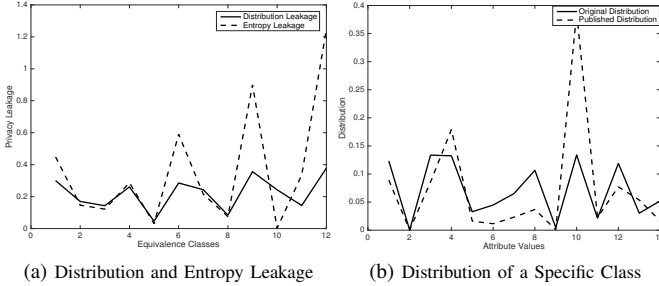 1.4
Distribution Leakage
Entropy Leakage
1.2
1
0.8
0.6
0.4
0.2
0
0 2 4 6 8 10 12
Privacy Leakage
Equivalence Classes
(a) Distribution and Entropy Leakage
0.4
Original Distribution
Published Distribution
0.35
0.3
0.25
0.2
0.15
0.1
0.05
0
0 2 4 6 8 10 12 14
Distribution
Attribute Values
(b) Distribution of a Specific Class